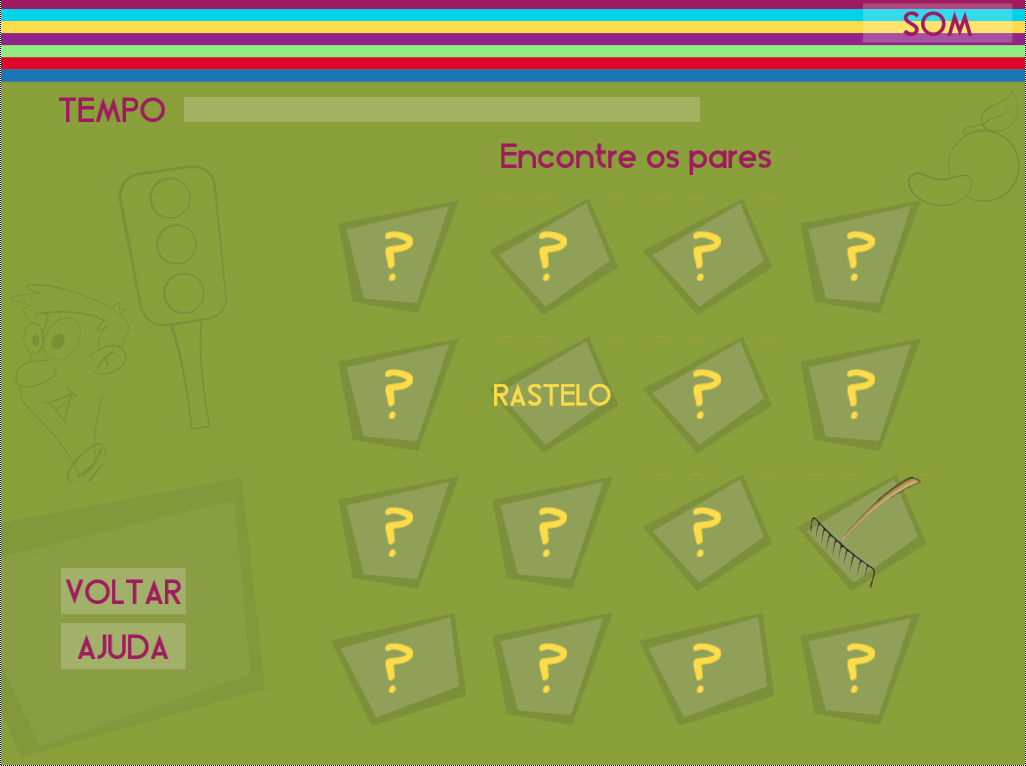 SOM
TEMPO
Encontre os pares
? ? ? ?
? RASTELO ? ?
? ? ?
? ? ? ?
VOLTAR
AJUDA